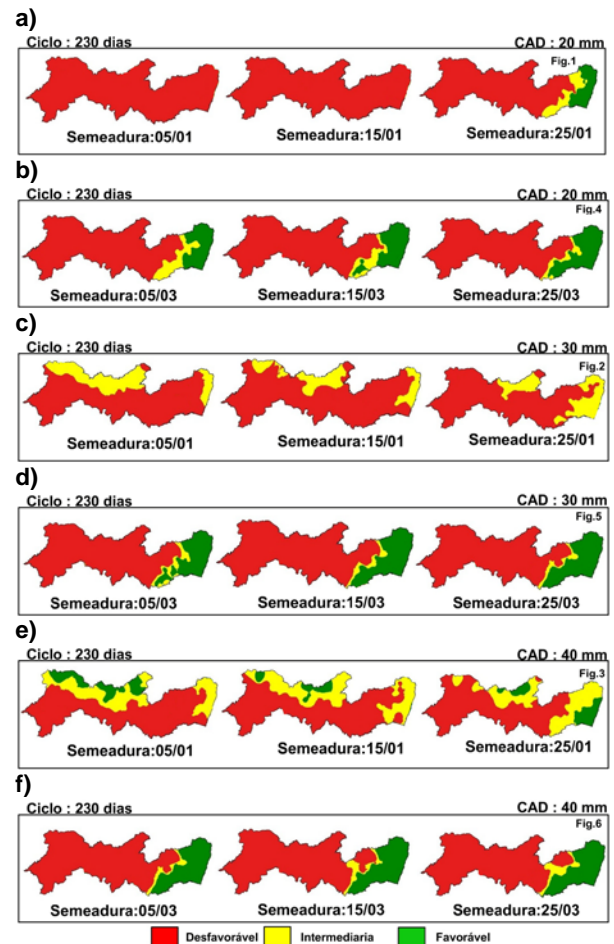 a)
Ciclo : 230 dias CAD : 20 mm
Fig.1
Semeadura:05/01 Semeadura:15/01 Semeadura:25/01
b)
Ciclo : 230 dias CAD : 20 mm
Fig.4
Semeadura:05/03 Semeadura:15/03 Semeadura:25/03
c)
Ciclo : 230 dias CAD : 30 mm
Fig.2
Semeadura:05/01 Semeadura:15/01 Semeadura:25/01
d)
Ciclo : 230 dias CAD : 30 mm
Fig.5
Semeadura:05/03 Semeadura:15/03 Semeadura:25/03
e)
Ciclo : 230 dias CAD : 40 mm
Fig.3
Semeadura:05/01 Semeadura:15/01 Semeadura:25/01
f)
Ciclo : 230 dias CAD : 40 mm
Fig.6
Semeadura:05/03 Semeadura:15/03 Semeadura:25/03
Desfavorável Intermediaria Favorável